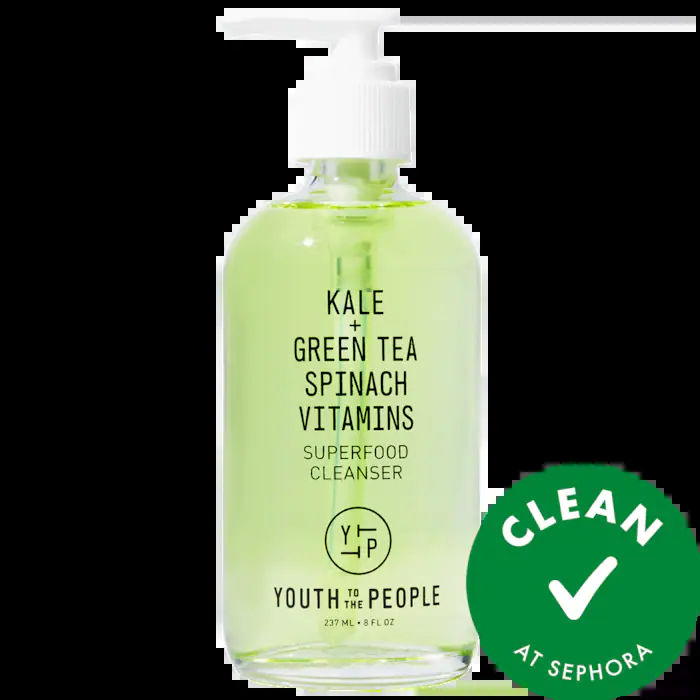 KALE
+
GREEN TEA
SPINACH
VITAMINS
SUPERFOOD
CLEANSER
YTTP
YOUTH TO THE PEOPLE
237 ML • 8 FL OZ
CLEAN
AT SEPHORA